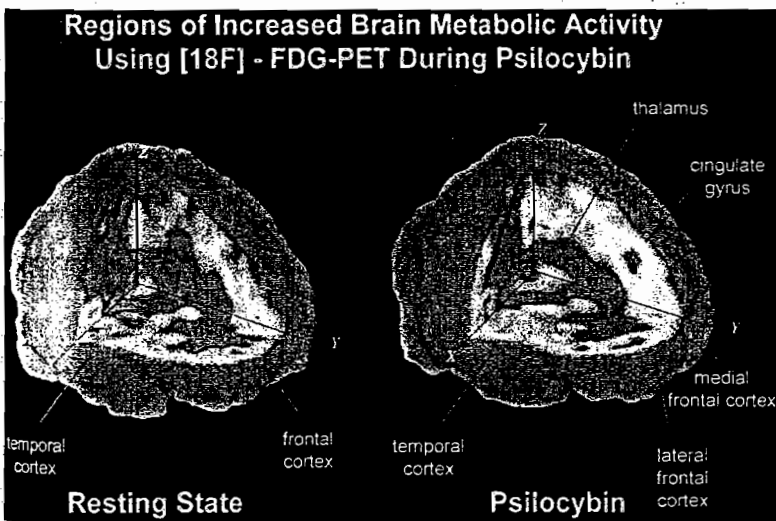 Regions of Increased Brain Metabolic Activity
Using [18F] - FDG-PET During Psilocybin
thalamus
Z
Z
cingulate
gyrus
Y
Y
X
medial
frontal cortex
temporal
cortex
frontal
cortex
temporal
cortex
lateral
frontal
cortex
Resting State
Psilocybin